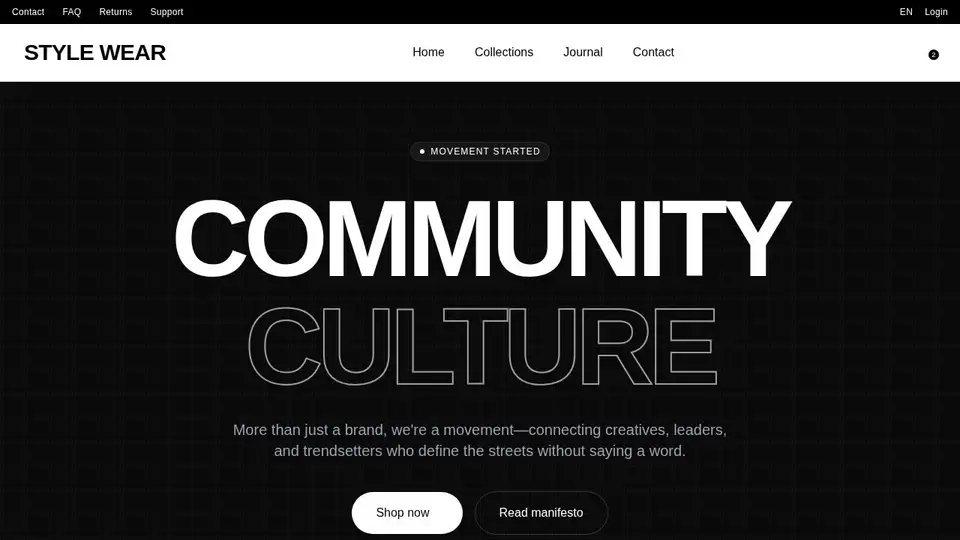 Contact FAQ Returns Support EN Login
STYLE WEAR Home Collections Journal Contact 2
MOVEMENT STARTED
COMMUNITY
CULTURE
More than just a brand, we're a movement—connecting creatives, leaders,
and trendsetters who define the streets without saying a word.
Shop now Read manifesto